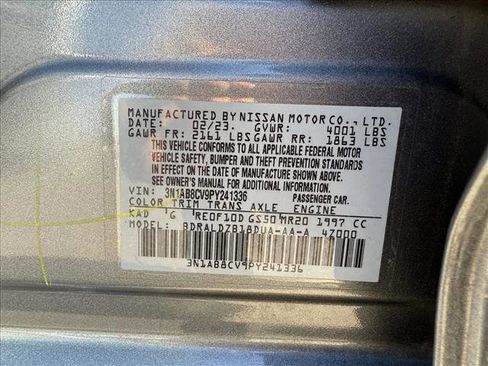 MANUFACTURED BY NISSAN MOTOR CO., LTD.
DATE: 02/23. GVWR: 4001 LBS
GAWR FR: 2161 LBS GAWR RR: 1863 LBS
THIS VEHICLE CONFORMS TO ALL APPLICABLE FEDERAL MOTOR
VEHICLE SAFETY, BUMPER AND THEFT PREVENTION STANDARDS
IN EFFECT ON THE DATE OF MANUFACTURE SHOWN ABOVE.
SEE OWNER'S MANUAL FOR ADDITIONAL INFORMATION.
VIN: 3N1AB8CV9PY241336 PASSENGER CAR.
COLOR TRIM TRANS AXLE ENGINE
KAD G RE0F10D GS50 MR20 1997 CC
MODEL: BDRALDZB18DUA-AA-A 47000
3N1AB8CV9PY241336